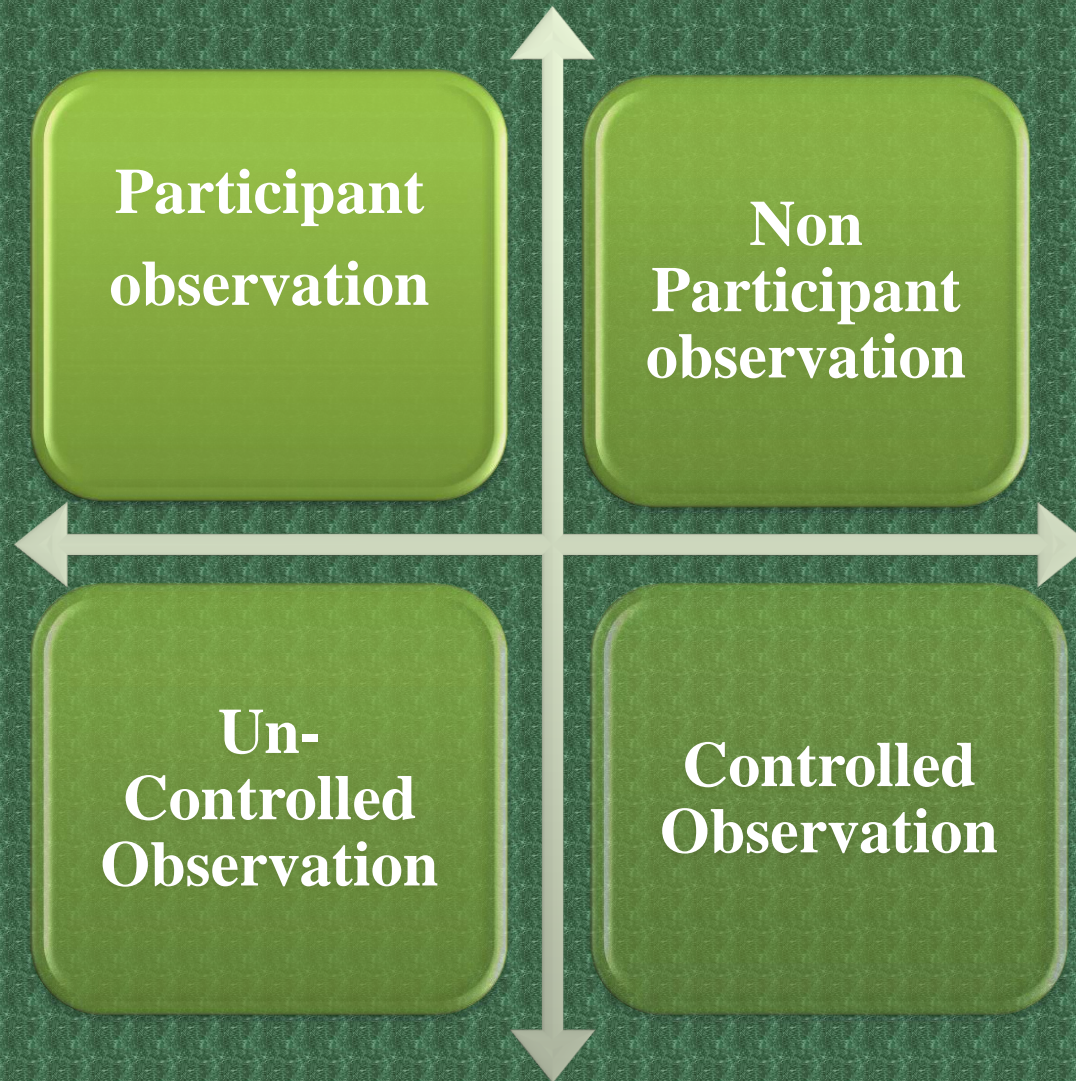 Participant
observation
Non
Participant
observation
Un-
Controlled
Observation
Controlled
Observation